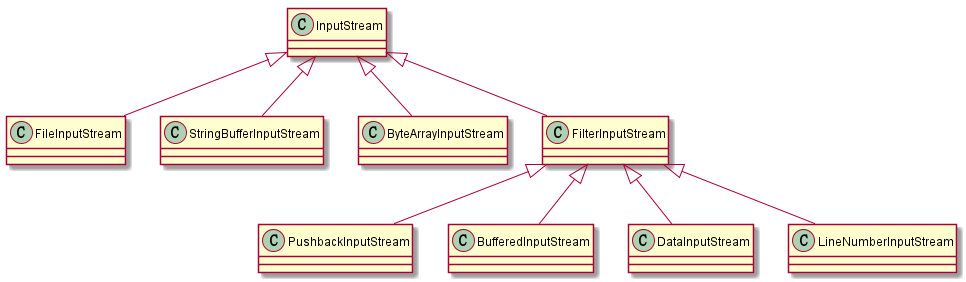 C InputStream
C FileInputStream
C StringBufferInputStream
C ByteArrayInputStream
C FilterInputStream
C PushbackInputStream
C BufferedInputStream
C DataInputStream
C LineNumberInputStream